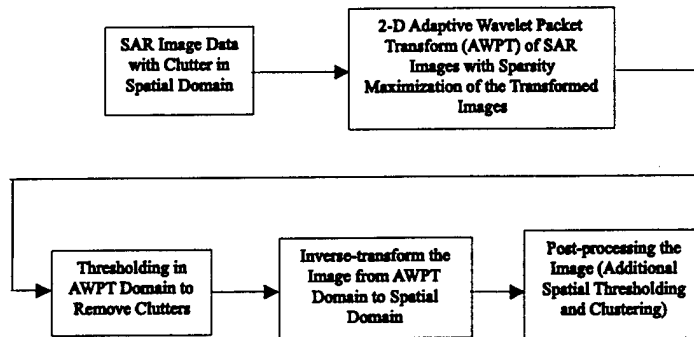 SAR Image Data
with Clutter in
Spatial Domain
2-D Adaptive Wavelet Packet
Transform (AWPT) of SAR
Images with Sparsity
Maximization of the Transformed
Images
Thresholding in
AWPT Domain to
Remove Clutters
Inverse-transform the
Image from AWPT
Domain to Spatial
Domain
Post-processing the
Image (Additional
Spatial Thresholding
and Clustering)